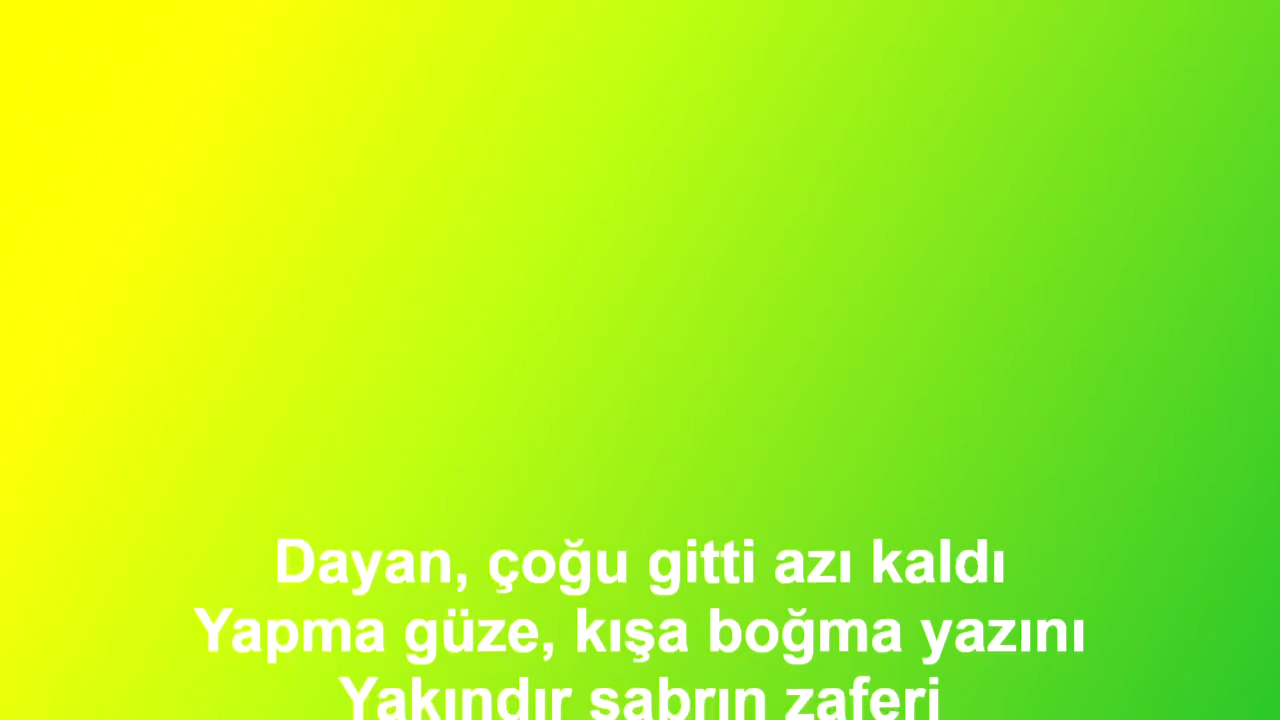 Dayan, çoğu gitti azı kaldı
Yapma güze, kışa boğma yazını
Yakındır sabrın zaferi